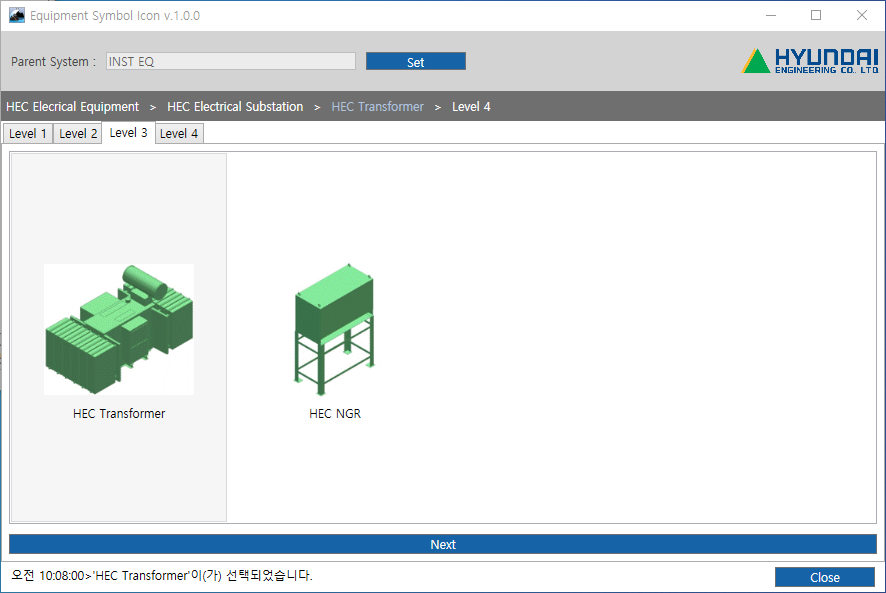 Equipment Symbol Icon v.1.0.0
Parent System : INST EQ Set
HYUNDAI
ENGINEERING CO., LTD.
HEC Electrical Equipment > HEC Electrical Substation > HEC Transformer > Level 4
Level 1 Level 2 Level 3 Level 4
HEC Transformer HEC NGR
Next
오전 10:08:00>'HEC Transformer'이(가) 선택되었습니다.
Close